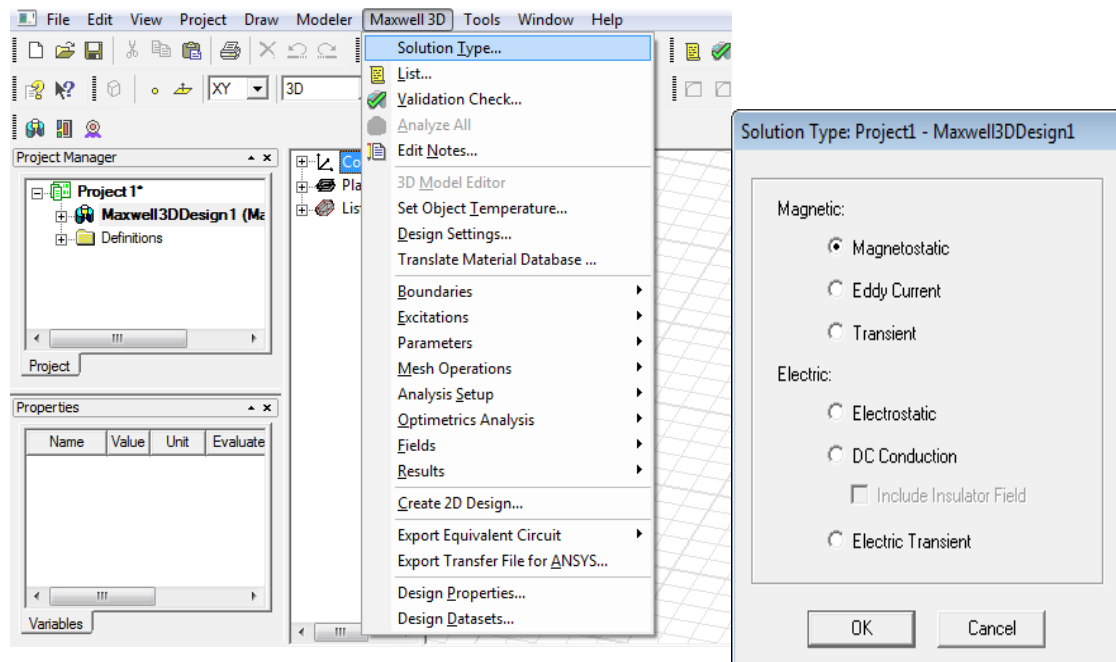 File Edit View Project Draw Modeler Maxwell 3D Tools Window Help
XY 3D
Project Manager
Project1*
Maxwell3DDesign1 (Ma
Definitions
Project
Properties
Name Value Unit Evaluate
Variables
Co
Pla
Lis
Solution Type...
List...
Validation Check...
Analyze All
Edit Notes...
3D Model Editor
Set Object Temperature...
Design Settings...
Translate Material Database ...
Boundaries
Excitations
Parameters
Mesh Operations
Analysis Setup
Optimetrics Analysis
Fields
Results
Create 2D Design...
Export Equivalent Circuit
Export Transfer File for ANSYS...
Design Properties...
Design Datasets...
Solution Type: Project1 - Maxwell3DDesign1
Magnetic:
Magnetostatic
Eddy Current
Transient
Electric:
Electrostatic
DC Conduction
Include Insulator Field
Electric Transient
OK Cancel